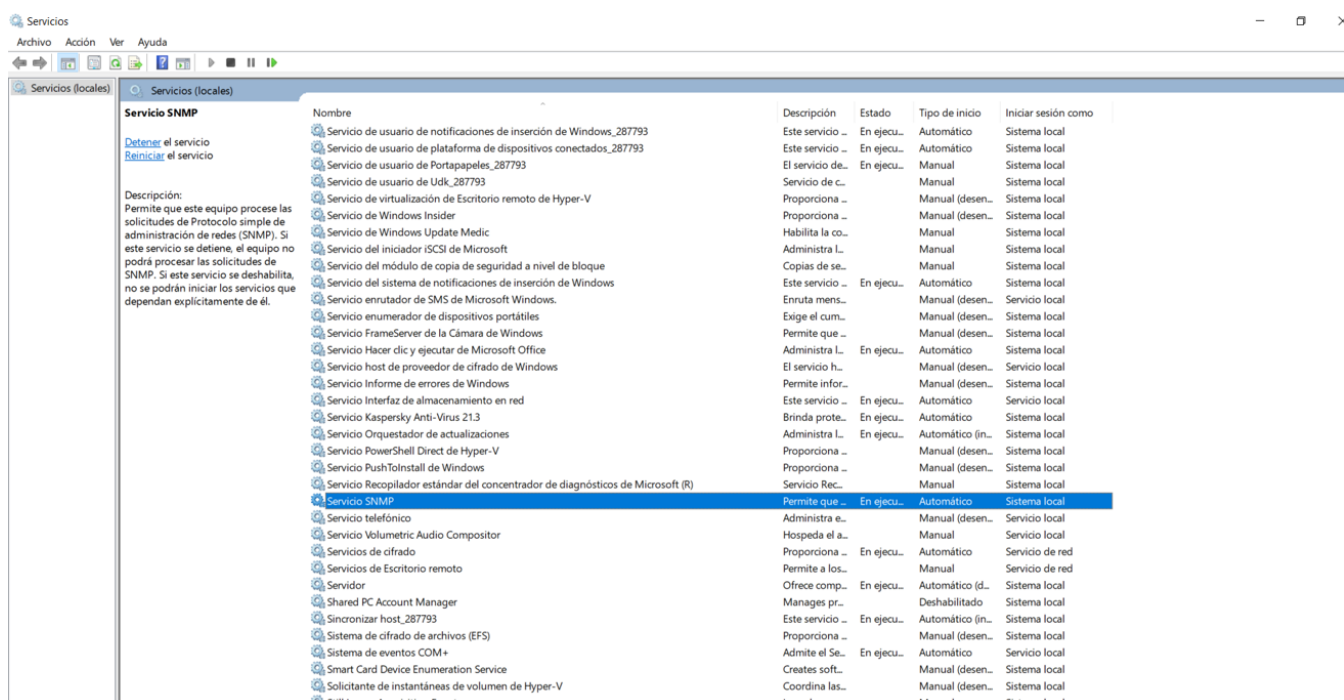 Servicios
Archivo Acción Ver Ayuda
Servicios (locales)
Servicios (locales)
Servicio SNMP
Detener el servicio
Reiniciar el servicio
Descripción:
Permite que este equipo procese las
solicitudes de Protocolo simple de
administración de redes (SNMP). Si
este servicio se detiene, el equipo no
podrá procesar las solicitudes de
SNMP. Si este servicio se deshabilita,
no se podrán iniciar los servicios que
dependan explícitamente de él.
Nombre Descripción Estado Tipo de inicio Iniciar sesión como
Servicio de usuario de notificaciones de inserción de Windows_287793 Este servicio ... En ejecu... Automático Sistema local
Servicio de usuario de plataforma de dispositivos conectados_287793 Este servicio ... En ejecu... Automático Sistema local
Servicio de usuario de Portapapeles_287793 El servicio de... En ejecu... Manual Sistema local
Servicio de usuario de Udk_287793 Servicio de c... Manual Sistema local
Servicio de virtualización de Escritorio remoto de Hyper-V Proporciona ... Manual (desen... Sistema local
Servicio de Windows Insider Proporciona ... Manual (desen... Sistema local
Servicio de Windows Update Medic Habilita la co... Manual Sistema local
Servicio del iniciador iSCSI de Microsoft Administra l... Manual Sistema local
Servicio del módulo de copia de seguridad a nivel de bloque Copias de se... Manual Sistema local
Servicio del sistema de notificaciones de inserción de Windows Este servicio ... En ejecu... Automático Sistema local
Servicio enrutador de SMS de Microsoft Windows. Enruta mens... Manual (desen... Servicio local
Servicio enumerador de dispositivos portátiles Exige el cum... Manual (desen... Sistema local
Servicio FrameServer de la Cámara de Windows Permite que ... Manual (desen... Sistema local
Servicio Hacer clic y ejecutar de Microsoft Office Administra l... En ejecu... Automático Sistema local
Servicio host de proveedor de cifrado de Windows El servicio h... Manual (desen... Servicio local
Servicio Informe de errores de Windows Permite infor... Manual (desen... Sistema local
Servicio Interfaz de almacenamiento en red Este servicio ... En ejecu... Automático Servicio local
Servicio Kaspersky Anti-Virus 21.3 Brinda prote... En ejecu... Automático Sistema local
Servicio Orquestador de actualizaciones Administra l... En ejecu... Automático (in... Sistema local
Servicio PowerShell Direct de Hyper-V Proporciona ... Manual (desen... Sistema local
Servicio PushToInstall de Windows Proporciona ... Manual (desen... Sistema local
Servicio Recopilador estándar del concentrador de diagnósticos de Microsoft (R) Servicio Rec... Manual Sistema local
Servicio SNMP Permite que ... En ejecu... Automático Sistema local
Servicio telefónico Administra e... Manual (desen... Servicio local
Servicio Volumetric Audio Compositor Hospeda el a... Manual Servicio local
Servicios de cifrado Proporciona ... En ejecu... Automático Servicio de red
Servicios de Escritorio remoto Permite a los... Manual Servicio de red
Servidor Ofrece comp... En ejecu... Automático (d... Sistema local
Shared PC Account Manager Manages pr... Deshabilitado Sistema local
Sincronizar host_287793 Este servicio ... En ejecu... Automático (in... Sistema local
Sistema de cifrado de archivos (EFS) Proporciona ... Manual (desen... Sistema local
Sistema de eventos COM+ Admite el Se... En ejecu... Automático Servicio local
Smart Card Device Enumeration Service Creates soft... Manual (desen... Sistema local
Solicitante de instantáneas de volumen de Hyper-V Coordina las... Manual (desen... Sistema local